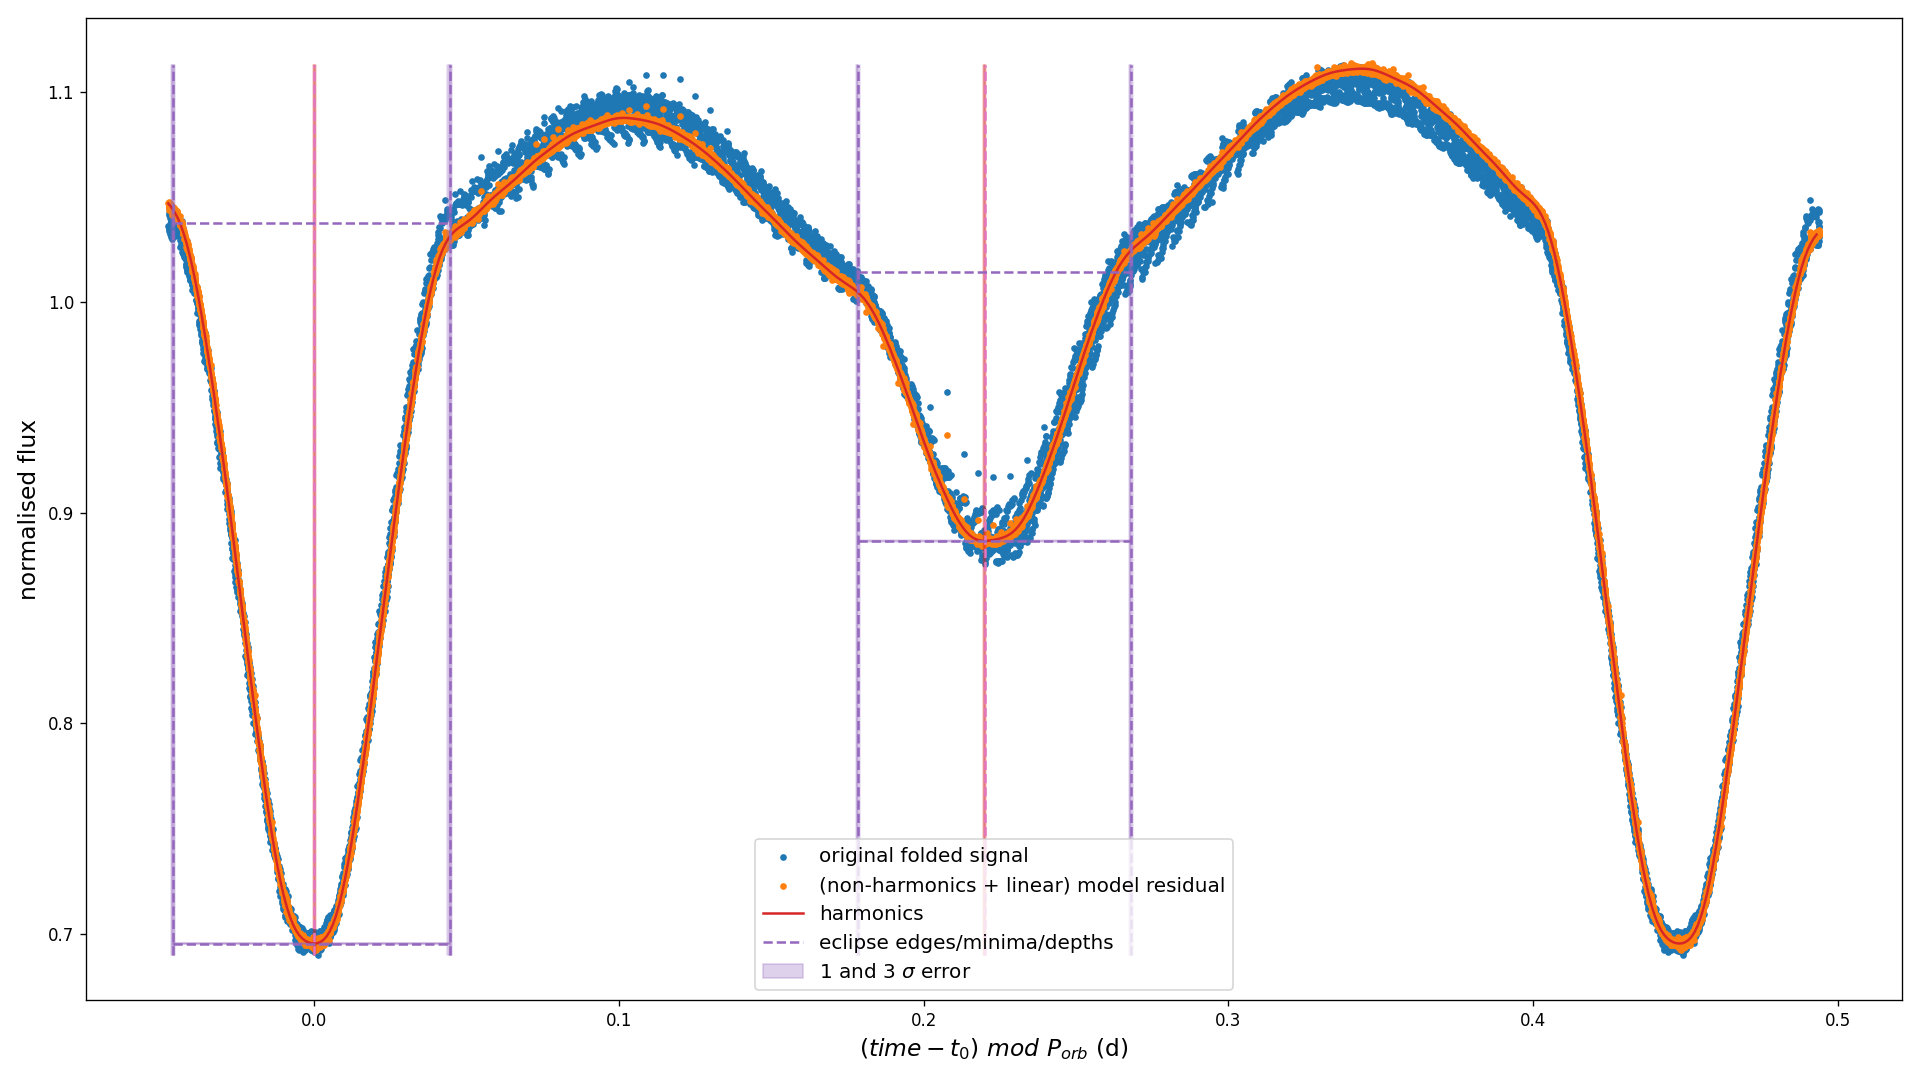 1.1
1.0
0.9
0.8
0.7
normalised flux
original folded signal
(non-harmonics + linear) model residual
harmonics
eclipse edges/minima/depths
1 and 3 σ error
0.0 0.1 0.2 0.3 0.4 0.5
(time − t₀) mod P_orb (d)